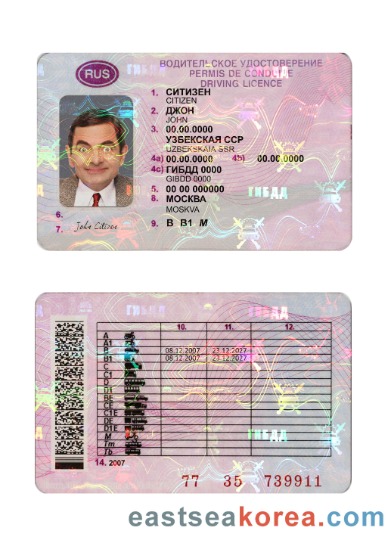 RUS
ВОДИТЕЛЬСКОЕ УДОСТОВЕРЕНИЕ
PERMIS DE CONDUIRE
DRIVING LICENCE
1. СИТИЗЕН
CITIZEN
2. ДЖОН
JOHN
3. 00.00.0000
УЗБЕКСКАЯ ССР
UZBEKSKAIA SSR
4a) 00.00.0000 4b) 00.00.0000
4c) ГИБДД 0000
GIBDD 0000
5. 00 00 000000
8. МОСКВА
MOSKVA
6.
7. John Citizen
9. B B1 M
ГИБДД
10. 11. 12.
A
A1
B 08.12.2007 23.12.2027
B1 08.12.2007 23.12.2027
C
C1
D
D1
BE
CE
C1E
DE
D1E
M
Tm
Tb
14. 2007
77 35 739911
eastseakorea.com